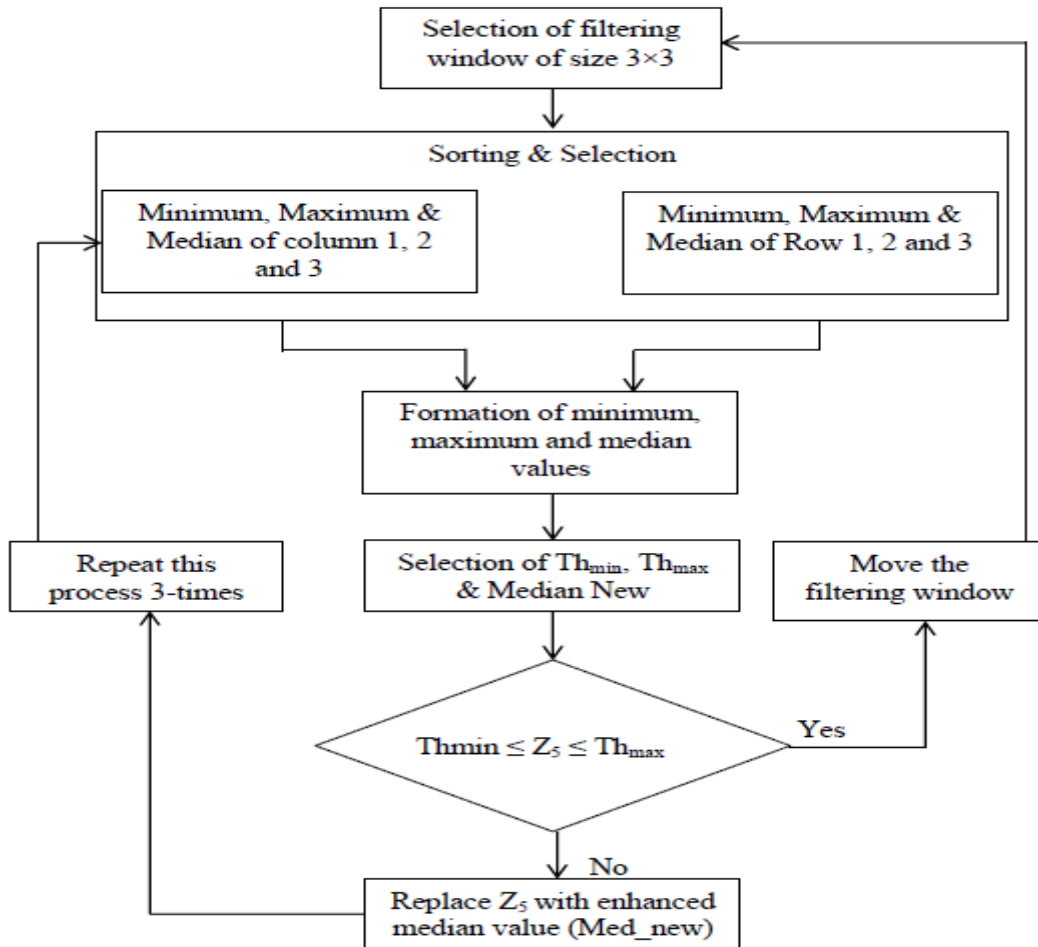 Selection of filtering
window of size 3×3
Sorting & Selection
Minimum, Maximum &
Median of column 1, 2
and 3
Minimum, Maximum &
Median of Row 1, 2 and 3
Formation of minimum,
maximum and median
values
Repeat this
process 3-times
Selection of Thmin, Thmax
& Median New
Move the
filtering window
Thmin ≤ Z5 ≤ Thmax
Yes
No
Replace Z5 with enhanced
median value (Med_new)